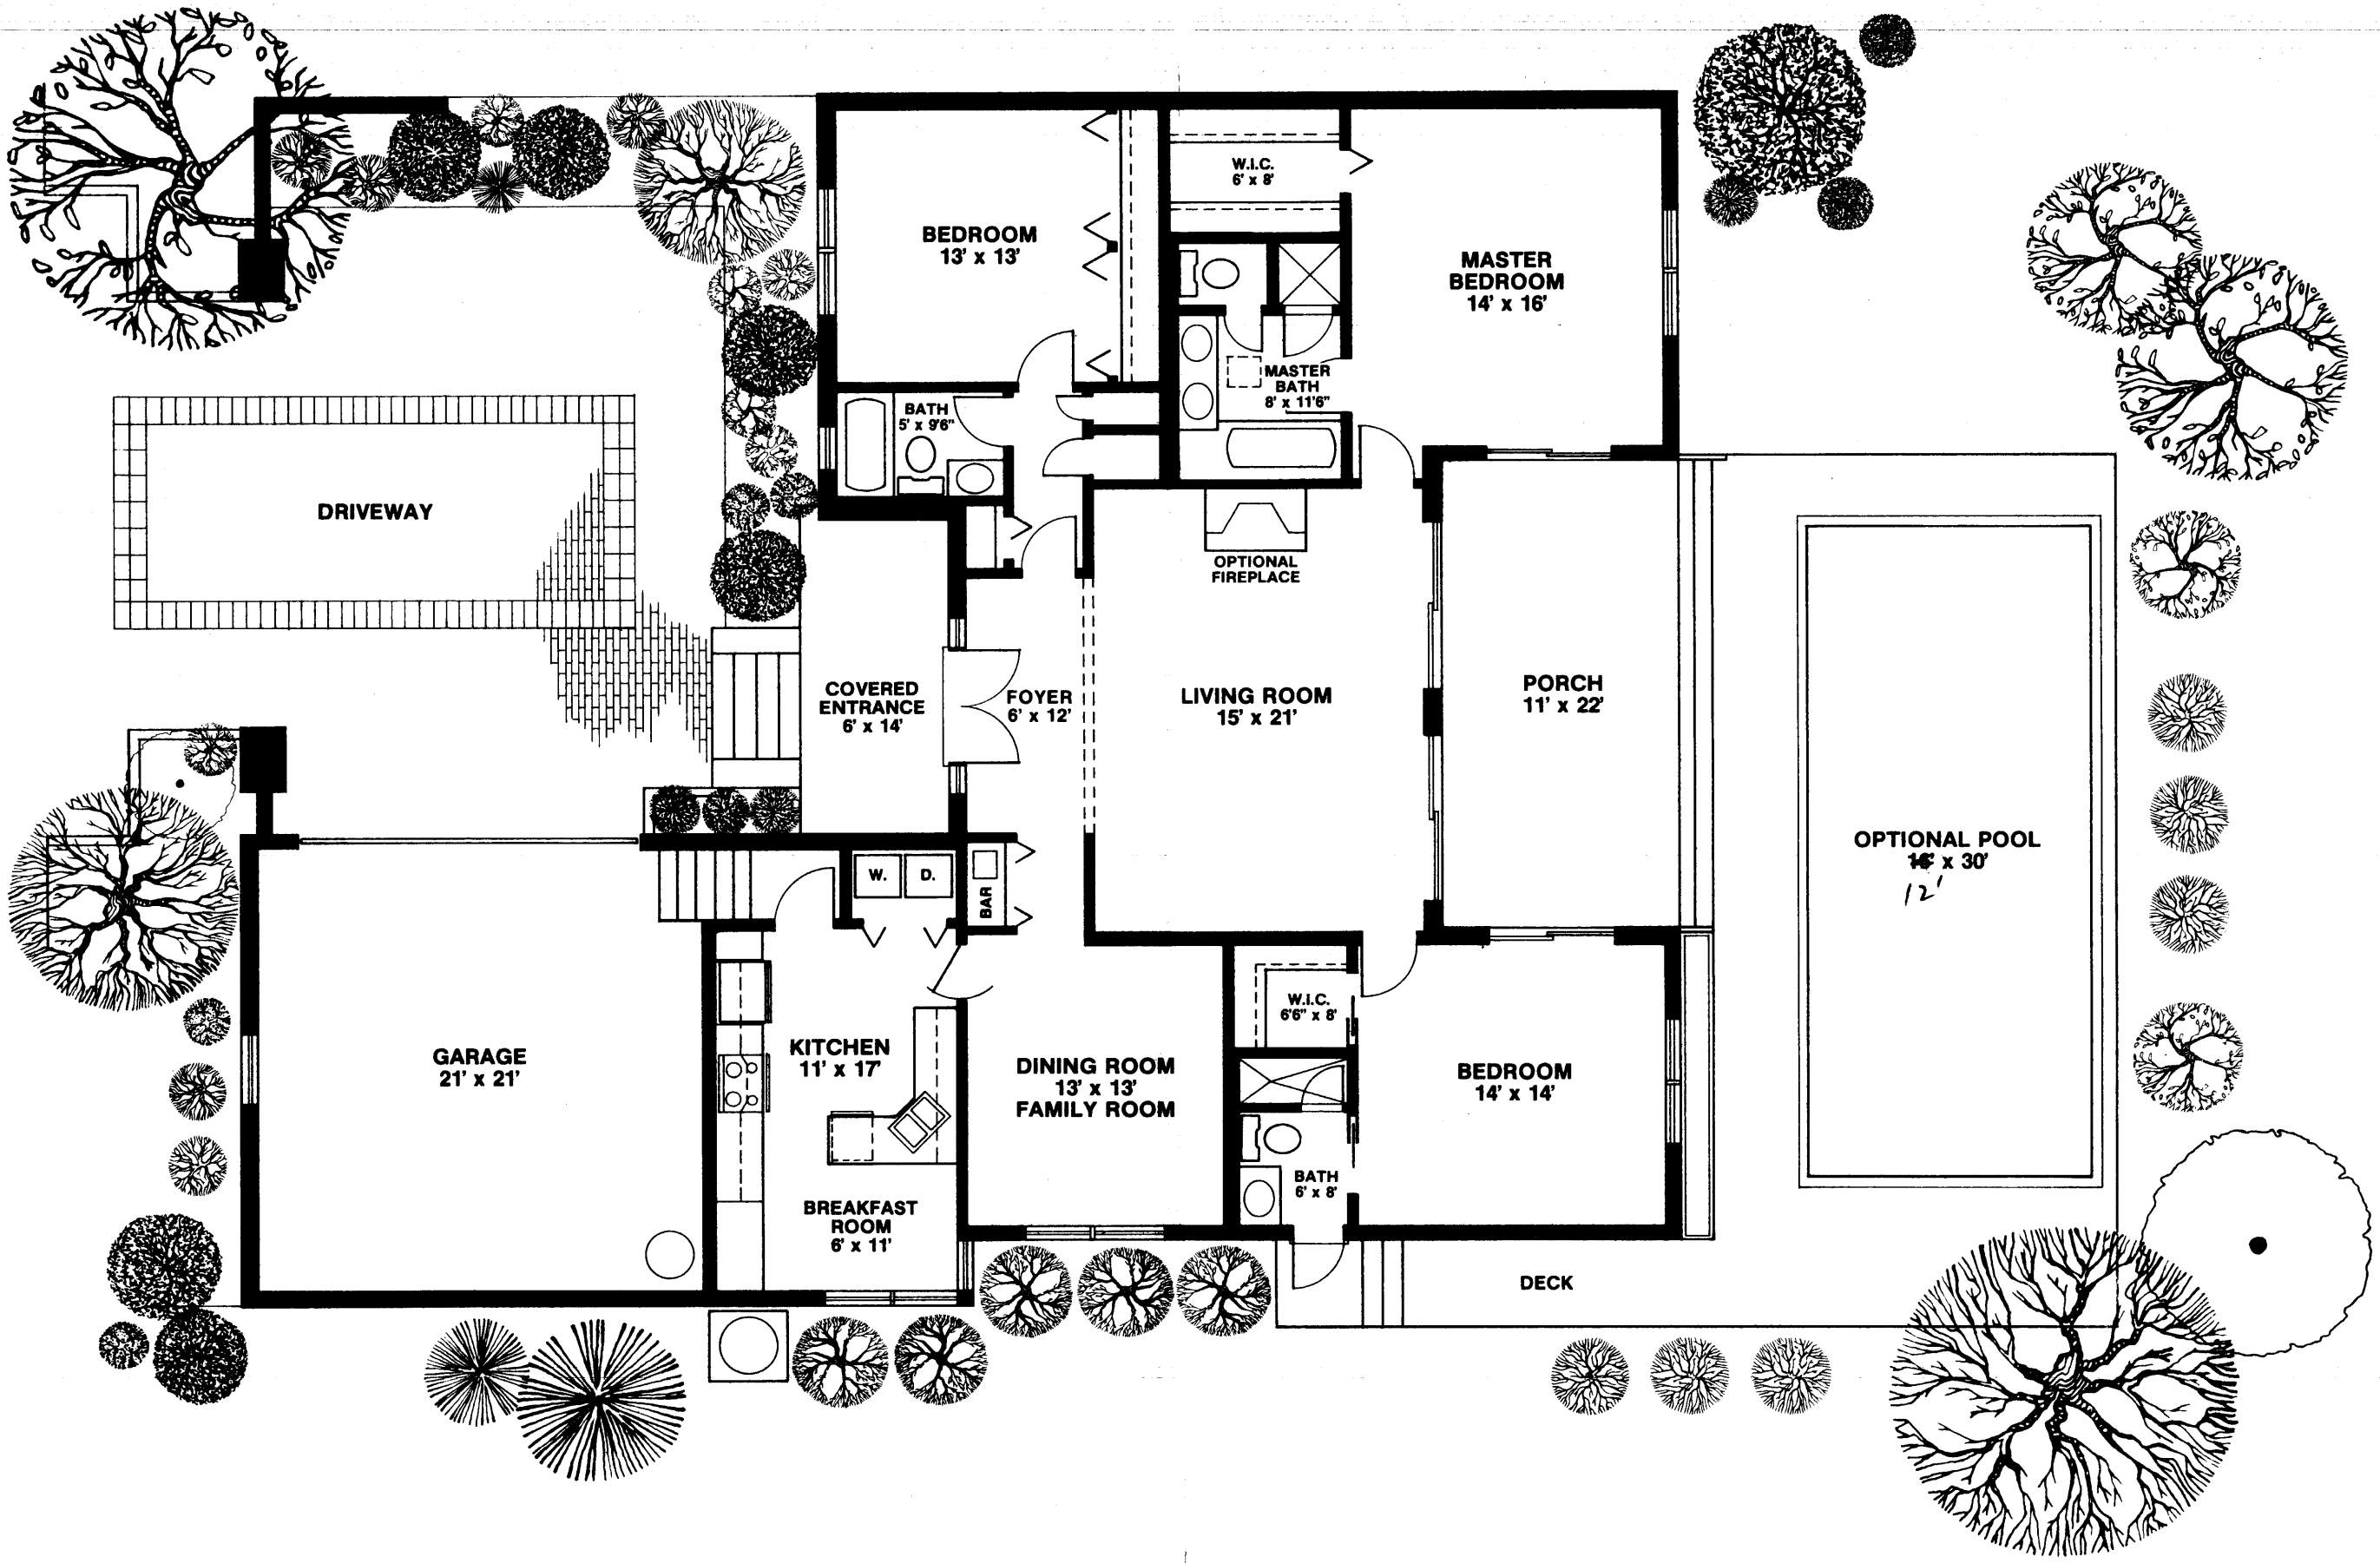 W.I.C.
6' x 8'
BEDROOM
13' x 13'
MASTER
BEDROOM
14' x 16'
MASTER
BATH
8' x 11'6"
BATH
5' x 9'6"
DRIVEWAY
OPTIONAL
FIREPLACE
COVERED
ENTRANCE
6' x 14'
FOYER
6' x 12'
LIVING ROOM
15' x 21'
PORCH
11' x 22'
OPTIONAL POOL
16' x 30'
12'
W.
D.
BAR
W.I.C.
6'6" x 8'
GARAGE
21' x 21'
KITCHEN
11' x 17'
DINING ROOM
13' x 13'
FAMILY ROOM
BEDROOM
14' x 14'
BATH
6' x 8'
BREAKFAST
ROOM
6' x 11'
DECK